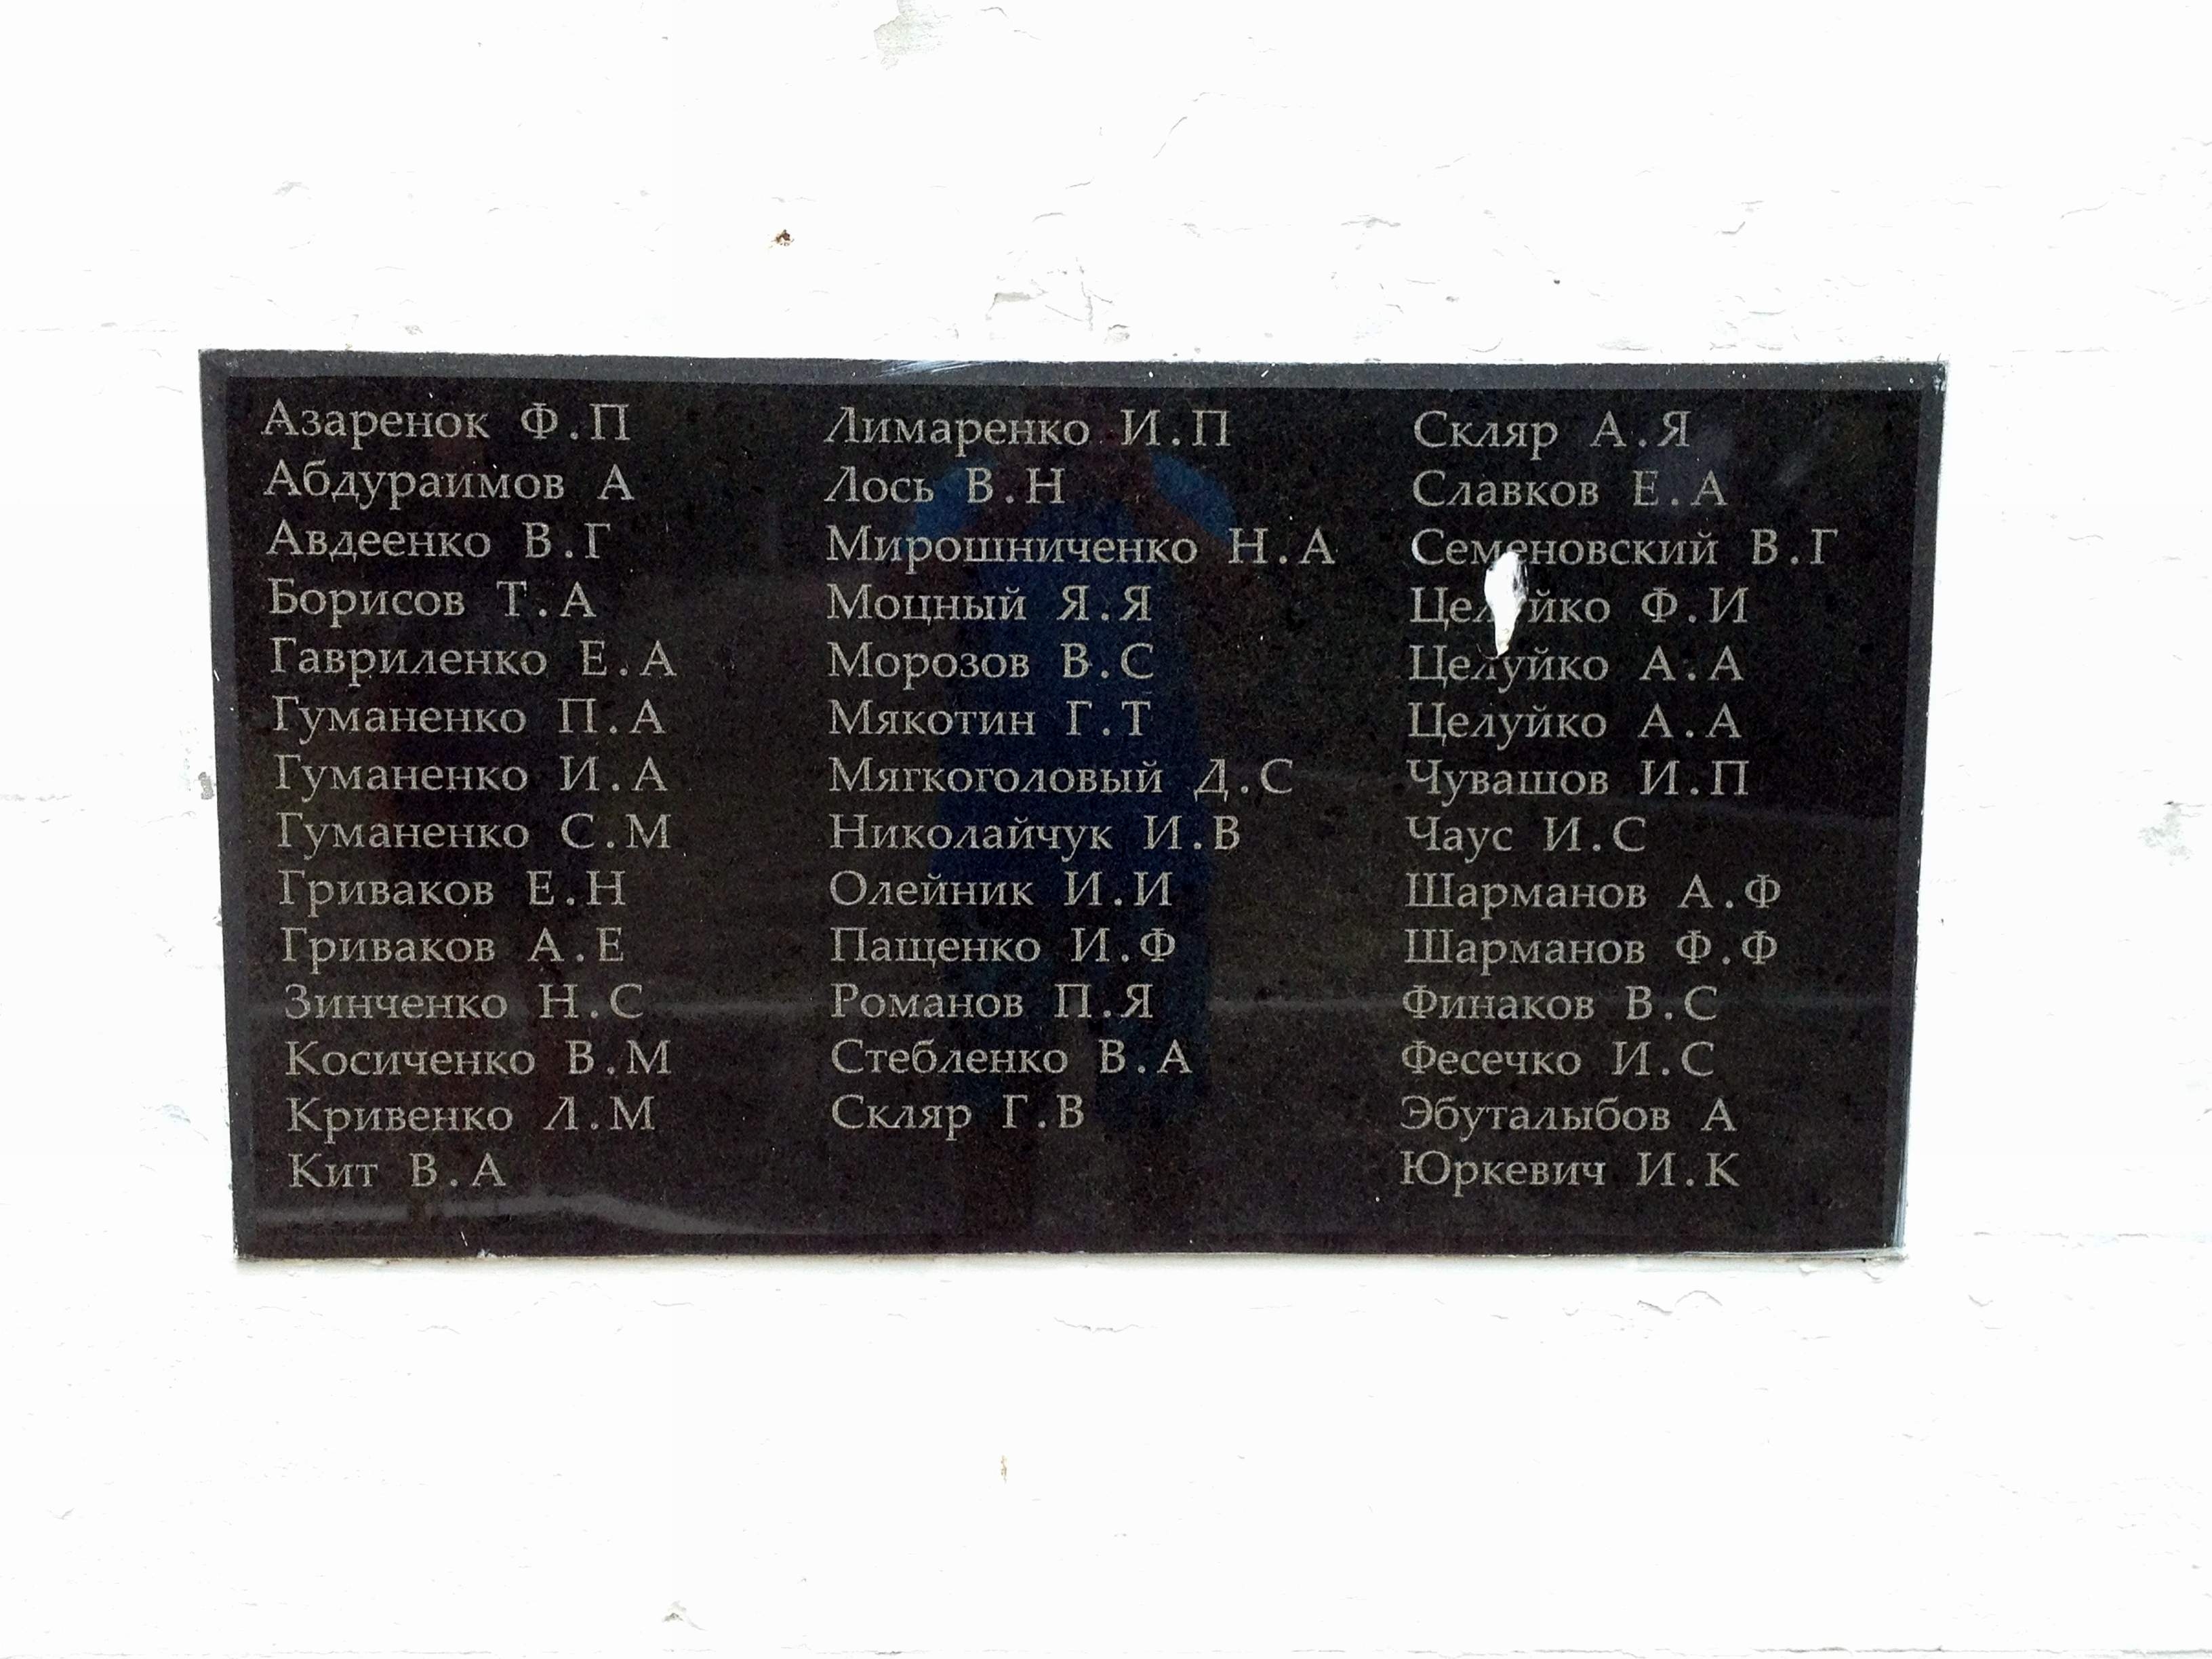 Азаренок Ф.П
Абдураимов А
Авдеенко В.Г
Борисов Т.А
Гавриленко Е.А
Гуманенко П.А
Гуманенко И.А
Гуманенко С.М
Гриваков Е.Н
Гриваков А.Е
Зинченко Н.С
Косиченко В.М
Кривенко Л.М
Кит В.А
Лимаренко И.П
Лось В.Н
Мирошниченко Н.А
Моцный Я.Я
Морозов В.С
Мякотин Г.Т
Мягкоголовый Д.С
Николайчук И.В
Олейник И.И
Пащенко И.Ф
Романов П.Я
Стебленко В.А
Скляр Г.В
Скляр А.Я
Славков Е.А
Семеновский В.Г
Целуйко Ф.И
Целуйко А.А
Целуйко А.А
Чувашов И.П
Чаус И.С
Шарманов А.Ф
Шарманов Ф.Ф
Финаков В.С
Фесечко И.С
Эбуталыбов А
Юркевич И.К